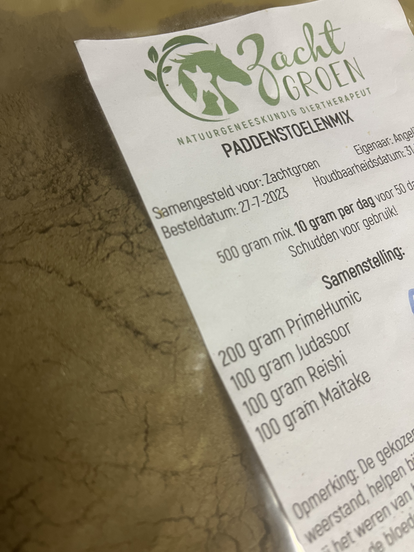 Zacht
GROEN
NATUURGENEESKUNDIG DIERTHERAPEUT
PADDENSTOELENMIX
Samengesteld voor: Zachtgroen Eigenaar:
Besteldatum: 27-7-2023 Houdbaarheidsdatum: 31
500 gram mix. 10 gram per dag voor 50
Schudden voor gebruik!
Samenstelling:
200 gram PrimeHumic
100 gram Judasoor
100 gram Reishi
100 gram Maitake
Opmerking: De
weerstand, helpen
het weren van
de